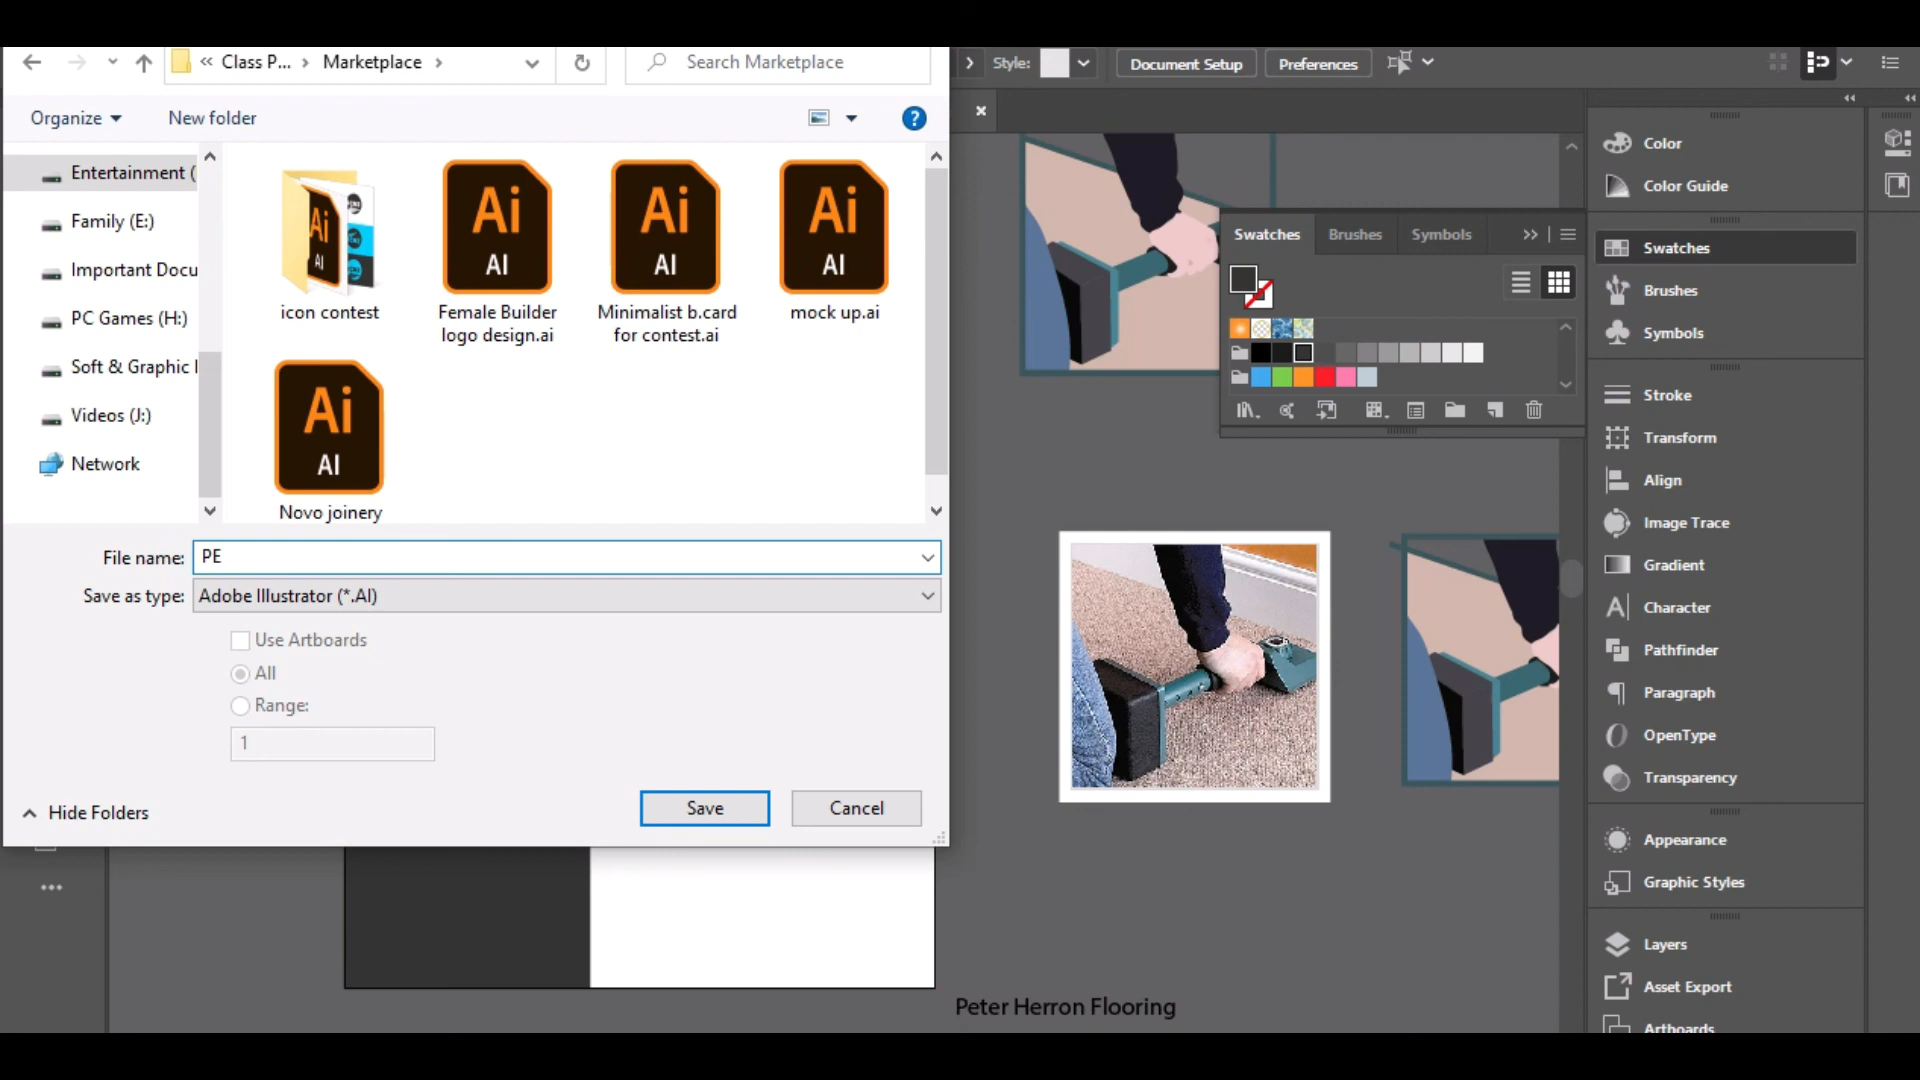 « Class P... › Marketplace ›
Search Marketplace
Style:
Document Setup
Preferences
Organize
New folder
?
Entertainment (
Family (E:)
Important Docu
PC Games (H:)
Soft & Graphic I
Videos (J:)
Network
Ai
AI
icon contest
Ai
AI
Female Builder
logo design.ai
Ai
AI
Minimalist b.card
for contest.ai
Ai
AI
mock up.ai
Ai
AI
Novo joinery
File name: PE
Save as type: Adobe Illustrator (*.AI)
Use Artboards
All
Range:
1
Hide Folders
Save
Cancel
Swatches
Brushes
Symbols
Peter Herron Flooring
Color
Color Guide
Swatches
Brushes
Symbols
Stroke
Transform
Align
Image Trace
Gradient
Character
Pathfinder
Paragraph
OpenType
Transparency
Appearance
Graphic Styles
Layers
Asset Export
Artboards